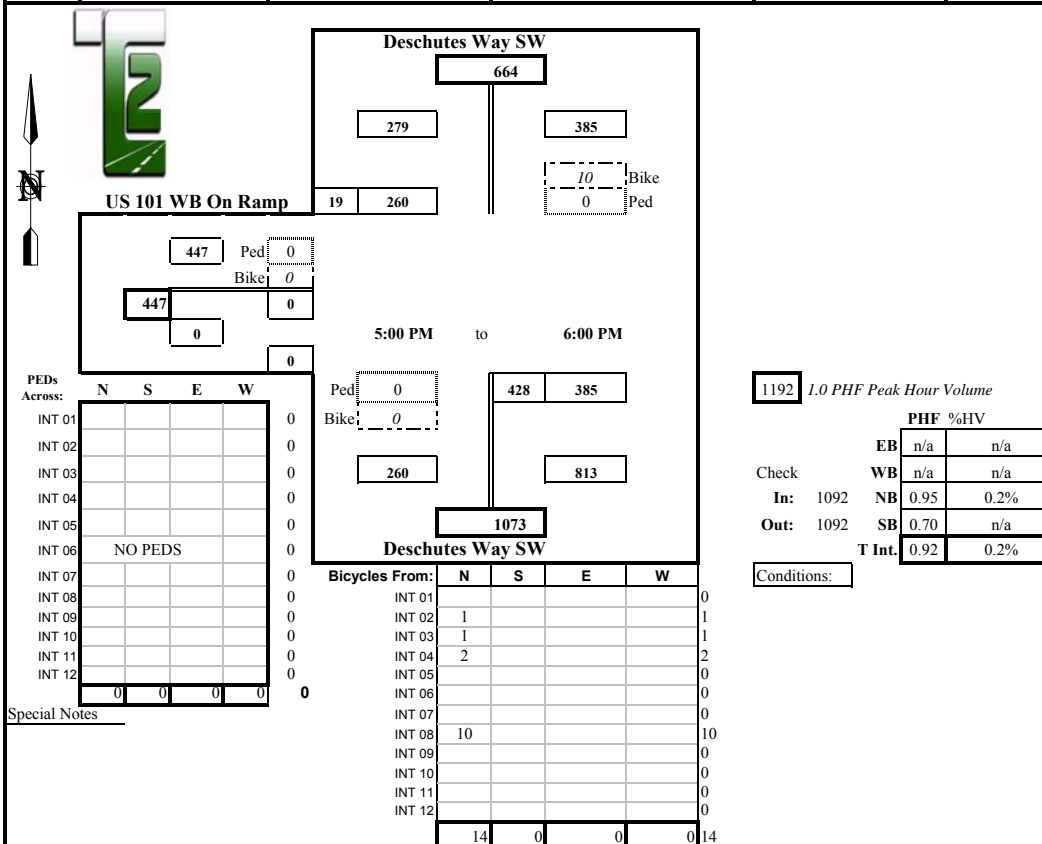 T2
Deschutes Way SW
664
279 385
10 Bike
0 Ped
N
US 101 WB On Ramp 19 260
447 Ped 0
Bike 0
447 0
0 5:00 PM to 6:00 PM
0
PEDs Across: N S E W
Ped 0 428 385
1192 1.0 PHF Peak Hour Volume
INT 01 0
Bike 0
PHF %HV
INT 02 0
EB n/a n/a
INT 03 0
260 813
Check WB n/a n/a
INT 04 0
In: 1092 NB 0.95 0.2%
INT 05 0
1073
Out: 1092 SB 0.70 n/a
INT 06 NO PEDS 0
Deschutes Way SW
T Int. 0.92 0.2%
INT 07 0
Bicycles From: N S E W
Conditions:
INT 08 0
INT 01 0
INT 09 0
INT 02 1 1
INT 10 0
INT 03 1 1
INT 11 0
INT 04 2 2
INT 12 0
INT 05 0
0 0 0 0 0
INT 06 0
Special Notes
INT 07 0
INT 08 10 10
INT 09 0
INT 10 0
INT 11 0
INT 12 0
14 0 0 0 14